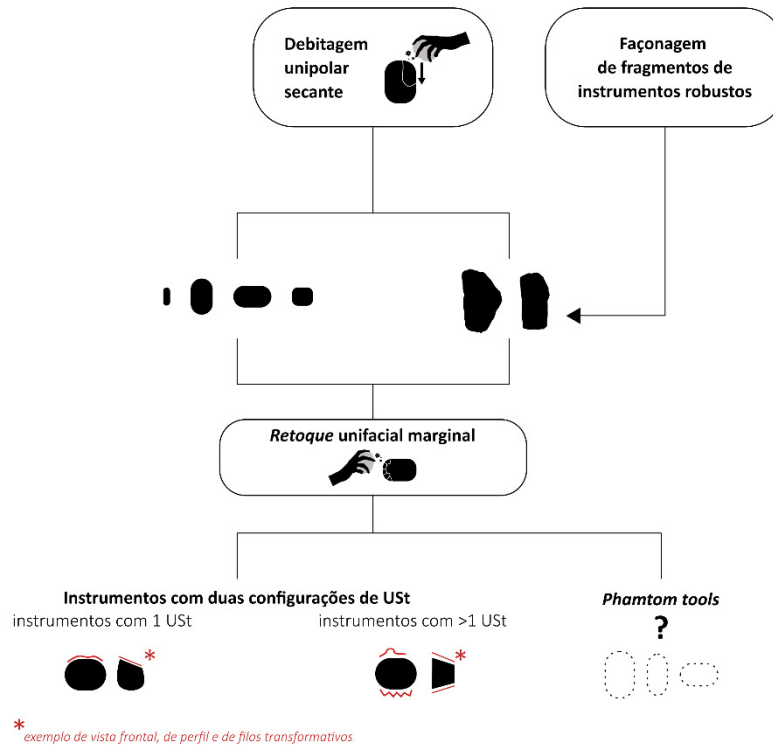 Debitagem
unipolar
secante
Façonagem
de fragmentos de
instrumentos robustos
Retoque unifacial marginal
Instrumentos com duas configurações de USt
instrumentos com 1 USt
instrumentos com >1 USt
*
*
Phamtom tools
?
*exemplo de vista frontal, de perfil e de filos transformativos